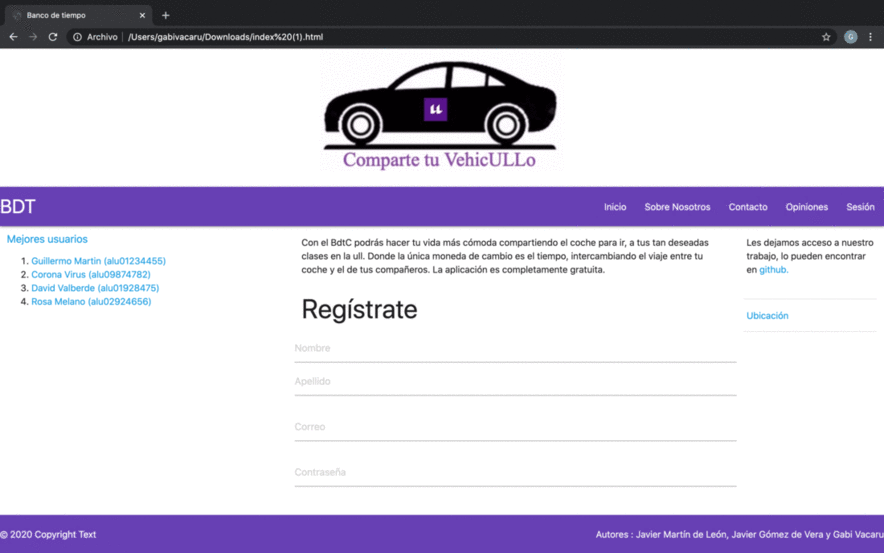 Banco de tiempo
Archivo
/Users/gabivacaru/Downloads/index%20(1).html
G
u
Comparte tu VehicULLo
BDT
Inicio
Sobre Nosotros
Contacto
Opiniones
Sesión
Mejores usuarios
1. Guillermo Martin (alu01234455)
2. Corona Virus (alu09874782)
3. David Valberde (alu01928475)
4. Rosa Melano (alu02924656)
Con el BdtC podrás hacer tu vida más cómoda compartiendo el coche para ir, a tus tan deseadas
clases en la ull. Donde la única moneda de cambio es el tiempo, intercambiando el viaje entre tu
coche y el de tus compañeros. La aplicación es completamente gratuita.
Regístrate
Nombre
Apellido
Correo
Contraseña
Les dejamos acceso a nuestro
trabajo, lo pueden encontrar
en github.
Ubicación
© 2020 Copyright Text
Autores : Javier Martín de León, Javier Gómez de Vera y Gabi Vacaru